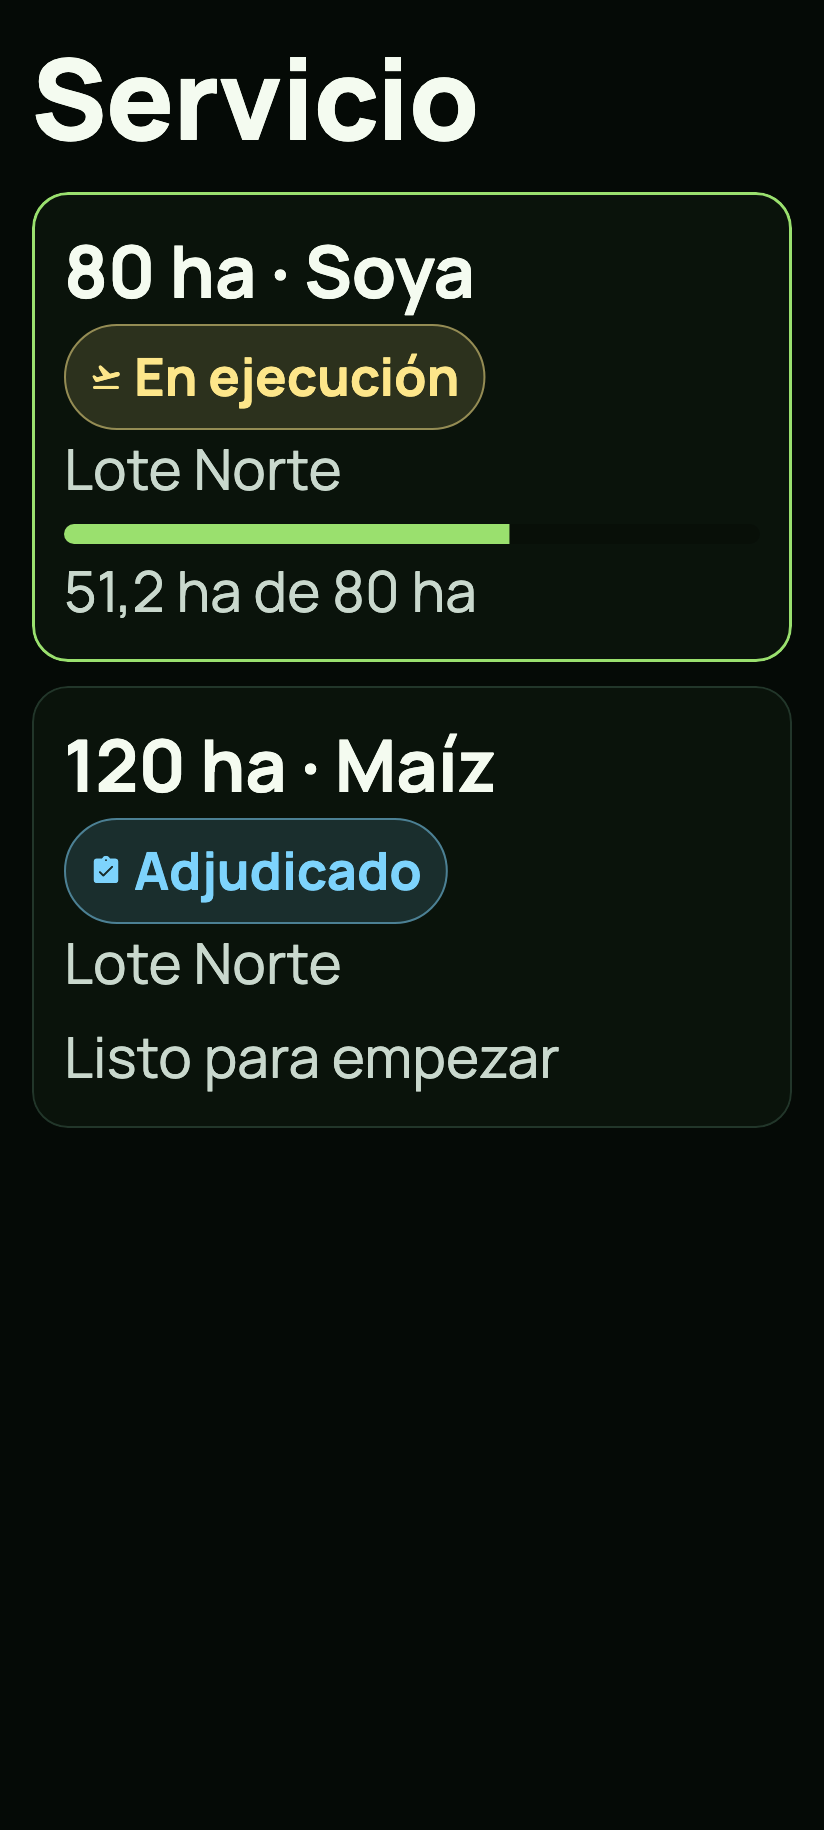 Servicio
80 ha · Soya
En ejecución
Lote Norte
51,2 ha de 80 ha
120 ha · Maíz
Adjudicado
Lote Norte
Listo para empezar